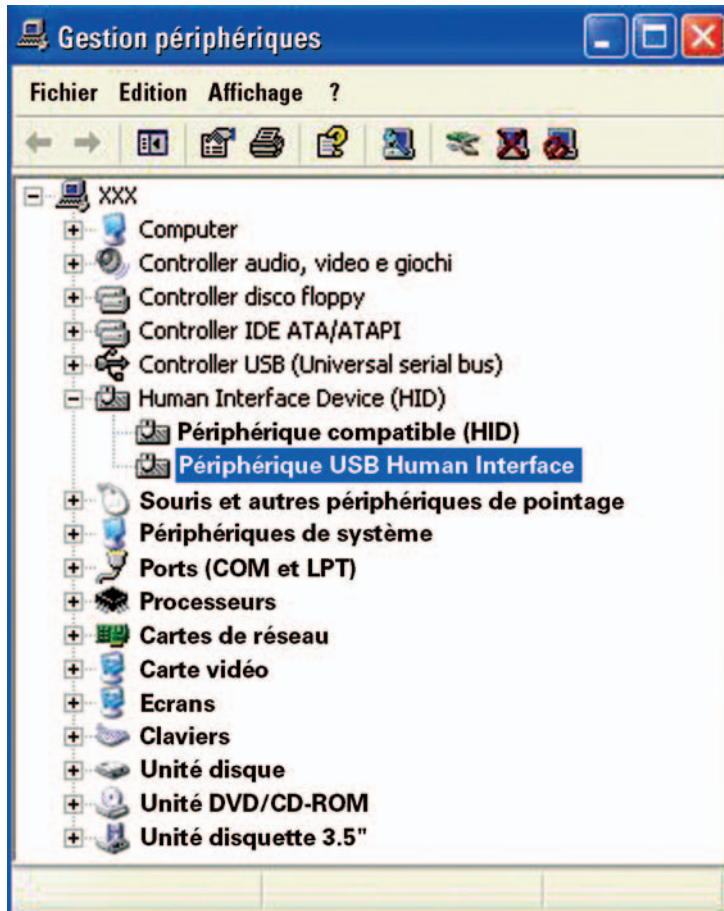 Gestion périphériques
Fichier Edition Affichage ?
XXX
Computer
Controller audio, video e giochi
Controller disco floppy
Controller IDE ATA/ATAPI
Controller USB (Universal serial bus)
Human Interface Device (HID)
Périphérique compatible (HID)
Périphérique USB Human Interface
Souris et autres périphériques de pointage
Périphériques de système
Ports (COM et LPT)
Processeurs
Cartes de réseau
Carte vidéo
Ecrans
Claviers
Unité disque
Unité DVD/CD-ROM
Unité disquette 3.5"